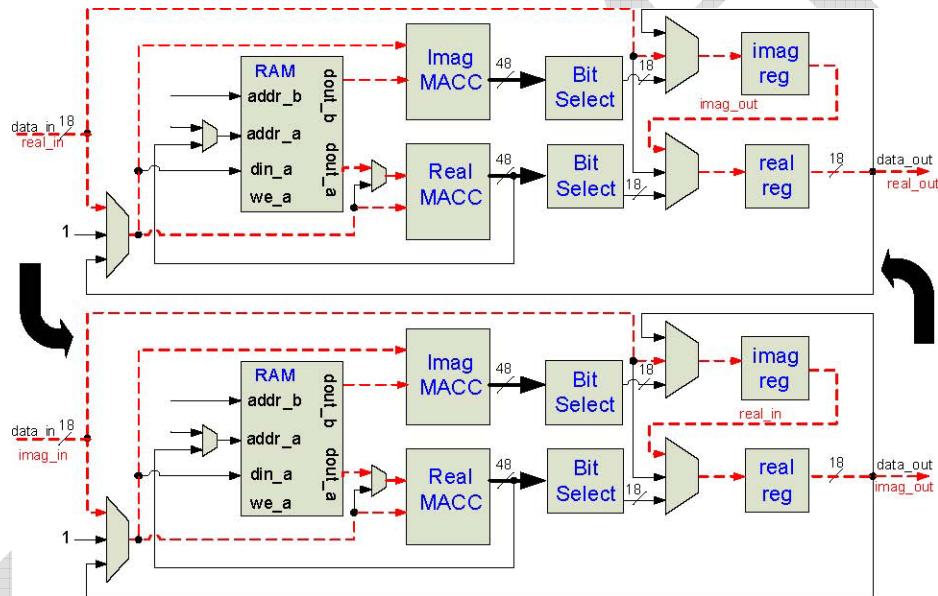 RAM
addr_b
addr_a
din_a
we_a
dout_b
dout_a
data_in
18
real_in
1
Imag
MACC
48
Bit
Select
18
imag
reg
imag_out
Real
MACC
48
Bit
Select
18
real
reg
18
data_out
real_out
RAM
addr_b
addr_a
din_a
we_a
dout_b
dout_a
data_in
18
imag_in
1
Imag
MACC
48
Bit
Select
18
imag
reg
real_in
Real
MACC
48
Bit
Select
18
real
reg
18
data_out
imag_out